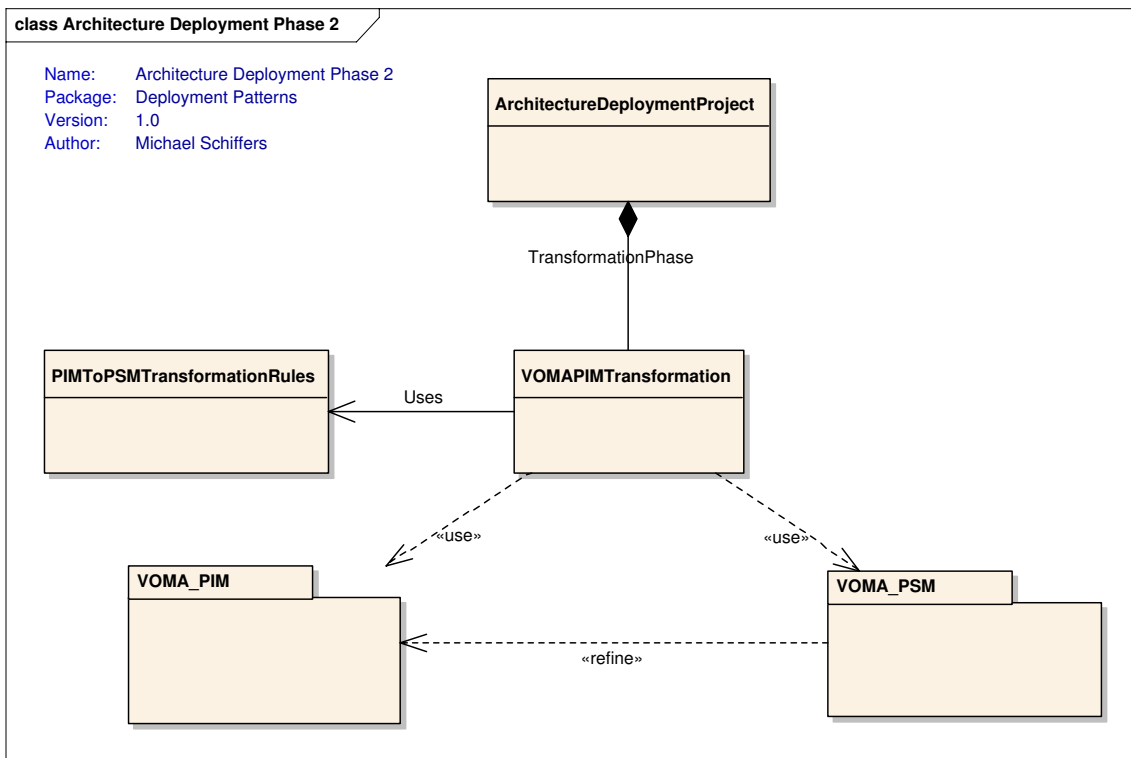 class Architecture Deployment Phase 2
Name: Architecture Deployment Phase 2
Package: Deployment Patterns
Version: 1.0
Author: Michael Schiffers
ArchitectureDeploymentProject
TransformationPhase
PIMToPSMTransformationRules
VOMAPIMTransformation
Uses
«use»
«use»
VOMA_PIM
VOMA_PSM
«refine»